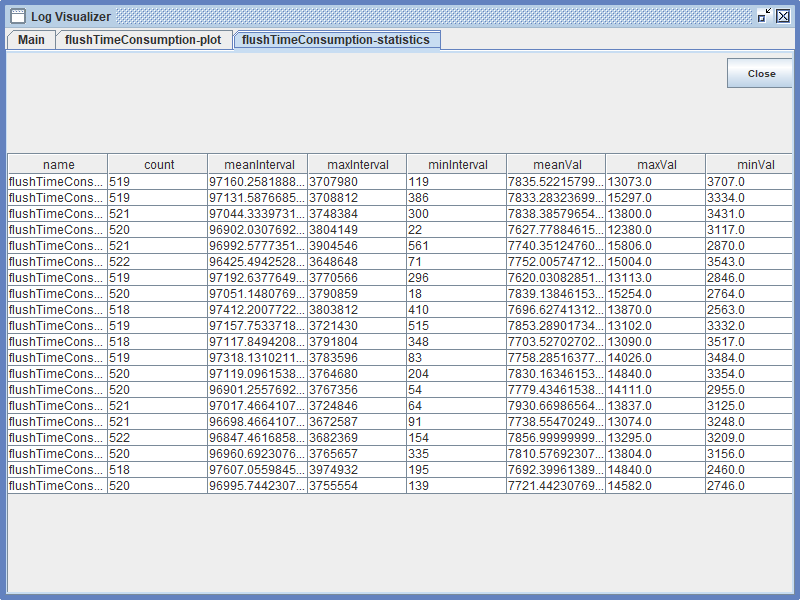 Log Visualizer
Main flushTimeConsumption-plot flushTimeConsumption-statistics
Close
name count meanInterval maxInterval minInterval meanVal maxVal minVal
flushTimeCons... 519 97160.2581888... 3707980 119 7835.52215799... 13073.0 3707.0
flushTimeCons... 519 97131.5876685... 3708812 386 7833.28323699... 15297.0 3334.0
flushTimeCons... 521 97044.3339731... 3748384 300 7838.38579654... 13800.0 3431.0
flushTimeCons... 520 96902.0307692... 3804149 22 7627.77884615... 12380.0 3117.0
flushTimeCons... 521 96992.5777351... 3904546 561 7740.35124760... 15806.0 2870.0
flushTimeCons... 522 96425.4942528... 3648648 71 7752.00574712... 15004.0 3543.0
flushTimeCons... 519 97192.6377649... 3770566 296 7620.03082851... 13113.0 2846.0
flushTimeCons... 520 97051.1480769... 3790859 18 7839.13846153... 15254.0 2764.0
flushTimeCons... 518 97412.2007722... 3803812 410 7696.62741312... 13870.0 2563.0
flushTimeCons... 519 97157.7533718... 3721430 515 7853.28901734... 13102.0 3332.0
flushTimeCons... 518 97117.8494208... 3791804 348 7703.52702702... 13090.0 3517.0
flushTimeCons... 519 97318.1310211... 3783596 83 7758.28516377... 14026.0 3484.0
flushTimeCons... 520 97119.0961538... 3764680 204 7830.16346153... 14840.0 3354.0
flushTimeCons... 520 96901.2557692... 3767356 54 7779.43461538... 14111.0 2955.0
flushTimeCons... 521 97017.4664107... 3724846 64 7930.66986564... 13837.0 3125.0
flushTimeCons... 521 96698.4664107... 3672587 91 7738.55470249... 13074.0 3248.0
flushTimeCons... 522 96847.4616858... 3682369 154 7856.99999999... 13295.0 3209.0
flushTimeCons... 520 96960.6923076... 3765657 335 7810.57692307... 13804.0 3156.0
flushTimeCons... 518 97607.0559845... 3974932 195 7692.39961389... 14840.0 2460.0
flushTimeCons... 520 96995.7442307... 3755554 139 7721.44230769... 14582.0 2746.0